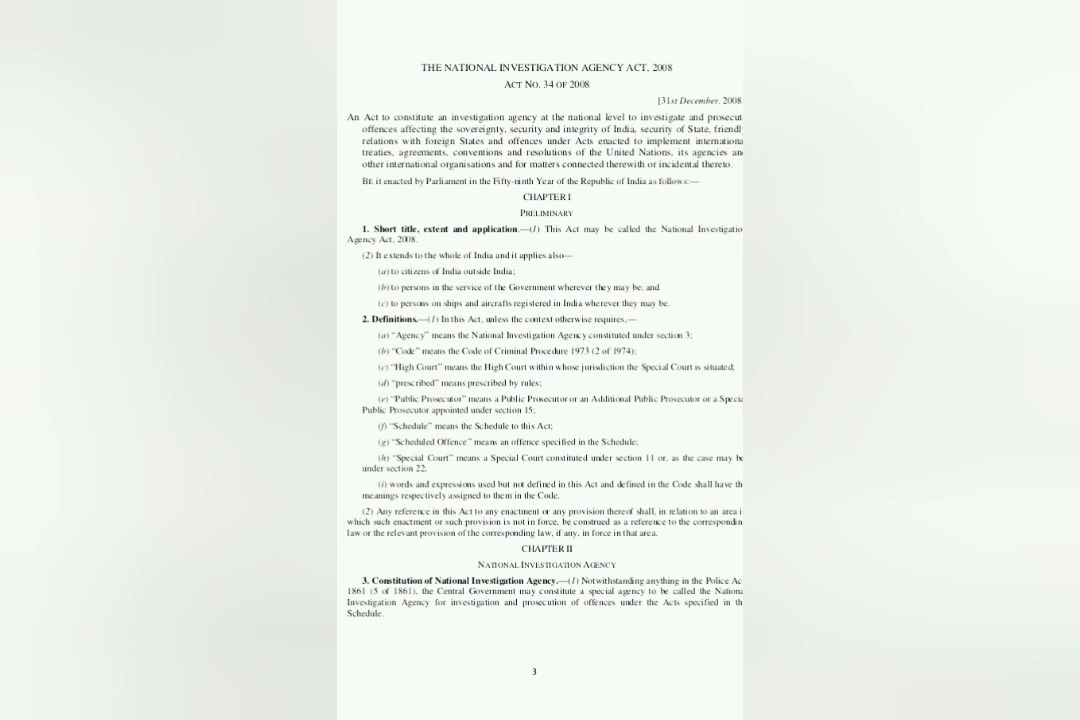 THE NATIONAL INVESTIGATION AGENCY ACT, 2008
ACT NO. 34 OF 2008
[31st December, 2008
An Act to constitute an investigation agency at the national level to investigate and prosecut
offences affecting the sovereignty, security and integrity of India, security of State, friendl
relations with foreign States and offences under Acts enacted to implement internationa
treaties, agreements, conventions and resolutions of the United Nations, its agencies an
other international organisations and for matters connected therewith or incidental thereto.
BE it enacted by Parliament in the Fifty-ninth Year of the Republic of India as follows:—
CHAPTER I
PRELIMINARY
1. Short title, extent and application.—(1) This Act may be called the National Investigatio
Agency Act, 2008.
(2) It extends to the whole of India and it applies also—
(a) to citizens of India outside India;
(b) to persons in the service of the Government wherever they may be; and
(c) to persons on ships and aircrafts registered in India wherever they may be.
2. Definitions.—(1) In this Act, unless the context otherwise requires,—
(a) “Agency” means the National Investigation Agency constituted under section 3;
(b) “Code” means the Code of Criminal Procedure 1973 (2 of 1974);
(c) “High Court” means the High Court within whose jurisdiction the Special Court is situated;
(d) “prescribed” means prescribed by rules;
(e) “Public Prosecutor” means a Public Prosecutor or an Additional Public Prosecutor or a Specia
Public Prosecutor appointed under section 15;
(f) “Schedule” means the Schedule to this Act;
(g) “Scheduled Offence” means an offence specified in the Schedule;
(h) “Special Court” means a Special Court constituted under section 11 or, as the case may be
under section 22;
(i) words and expressions used but not defined in this Act and defined in the Code shall have th
meanings respectively assigned to them in the Code.
(2) Any reference in this Act to any enactment or any provision thereof shall, in relation to an area i
which such enactment or such provision is not in force, be construed as a reference to the correspondin
law or the relevant provision of the corresponding law, if any, in force in that area.
CHAPTER II
NATIONAL INVESTIGATION AGENCY
3. Constitution of National Investigation Agency.—(1) Notwithstanding anything in the Police Ac
1861 (5 of 1861), the Central Government may constitute a special agency to be called the Nationa
Investigation Agency for investigation and prosecution of offences under the Acts specified in th
Schedule.
3